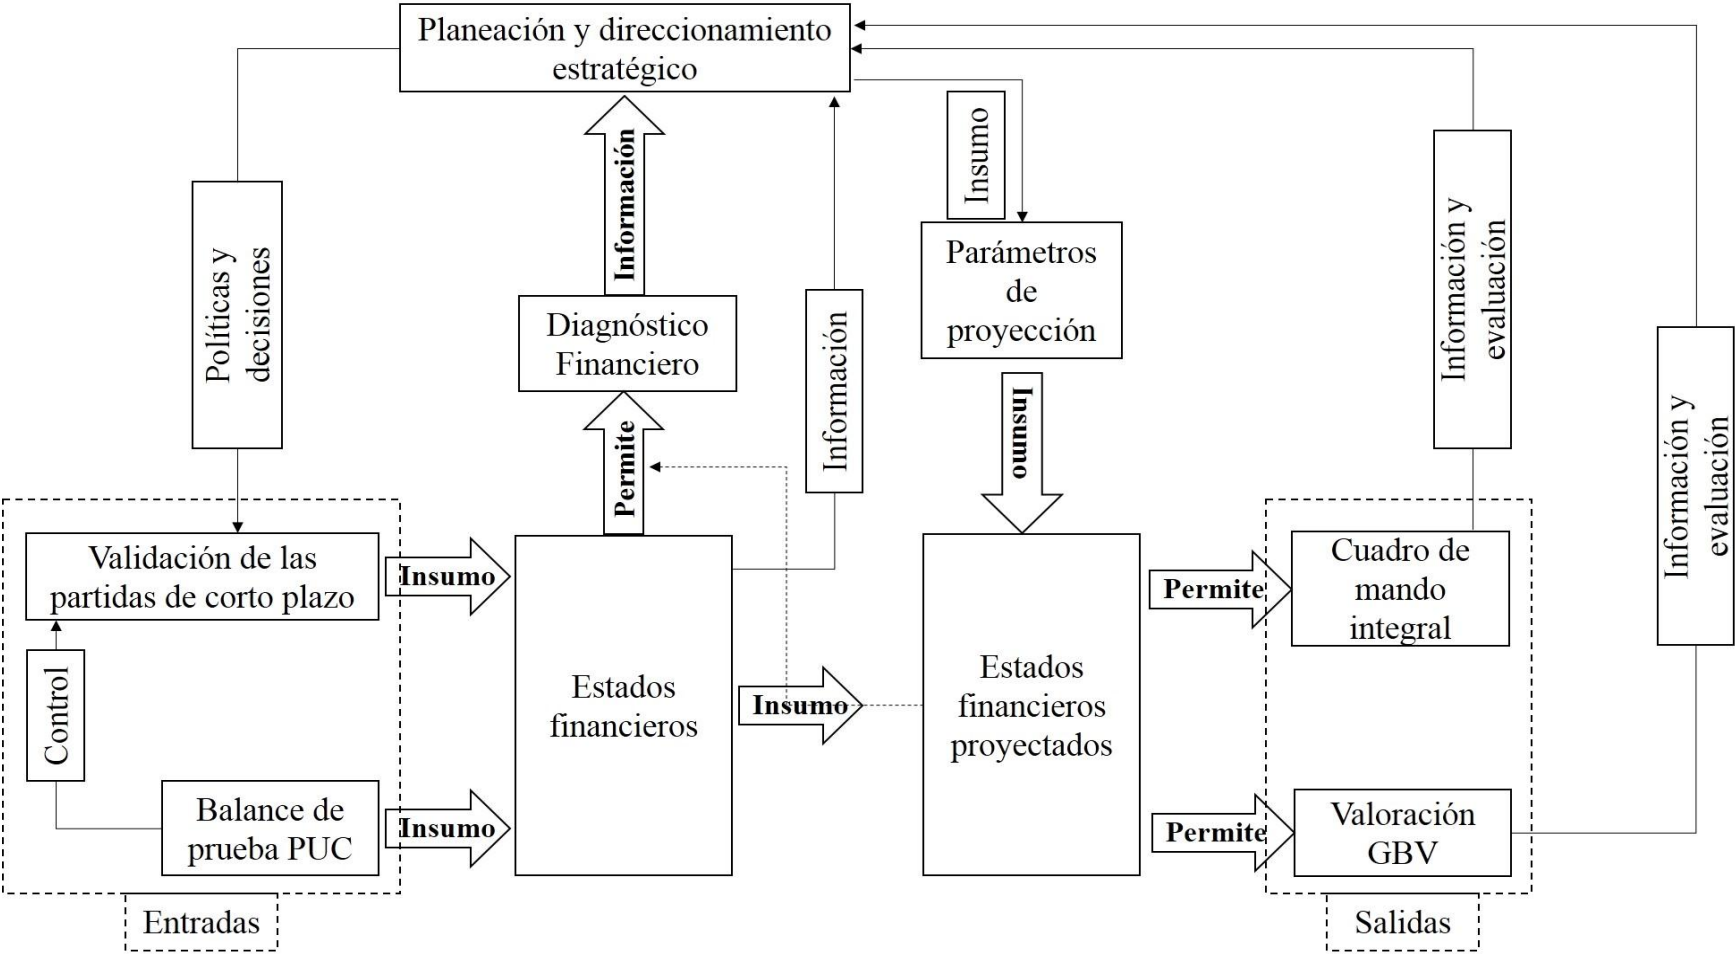 Planeación y direccionamiento
estratégico
Insumo
Políticas y
decisiones
Información
Parámetros
de
proyección
Información y
evaluación
Diagnóstico
Financiero
Información
Insumo
Información y
evaluación
Permite
Validación de las
partidas de corto plazo
Insumo
Permite
Cuadro de
mando
integral
Control
Estados
financieros
Insumo
Estados
financieros
proyectados
Balance de
prueba PUC
Insumo
Permite
Valoración
GBV
Entradas
Salidas